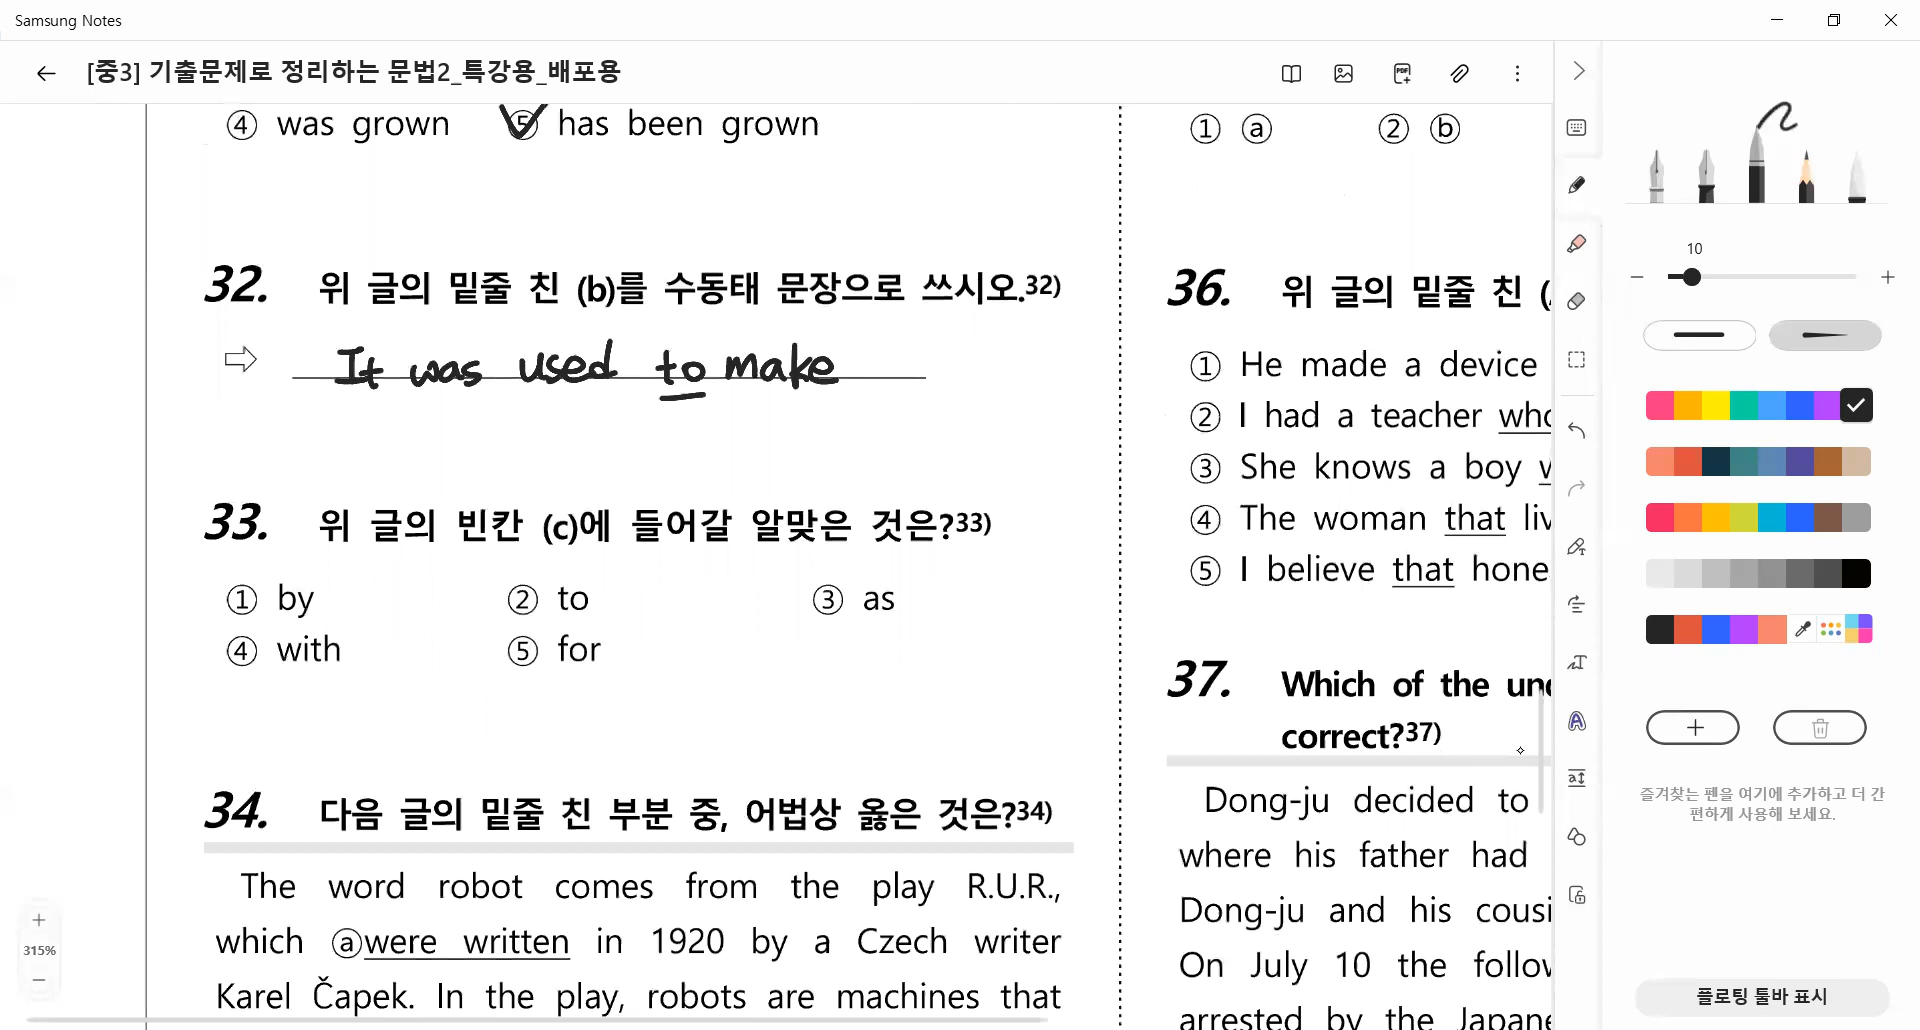 Samsung Notes
[중3] 기출문제로 정리하는 문법2_특강용_배포용
④ was grown ⑤ has been grown
32. 위 글의 밑줄 친 (b)를 수동태 문장으로 쓰시오.32)
⇨ It was used to make
33. 위 글의 빈칸 (c)에 들어갈 알맞은 것은?33)
① by ② to ③ as
④ with ⑤ for
34. 다음 글의 밑줄 친 부분 중, 어법상 옳은 것은?34)
The word robot comes from the play R.U.R.,
which ⓐwere written in 1920 by a Czech writer
Karel Čapek. In the play, robots are machines that
① ⓐ ② ⓑ
36. 위 글의 밑줄 친 (
① He made a device
② I had a teacher who
③ She knows a boy
④ The woman that liv
⑤ I believe that hone
37. Which of the und
correct?37)
Dong-ju decided to
where his father had
Dong-ju and his cousi
On July 10 the follow
arrested by the Japane
315%
10
즐겨찾는 펜을 여기에 추가하고 더 간
편하게 사용해 보세요.
플로팅 툴바 표시